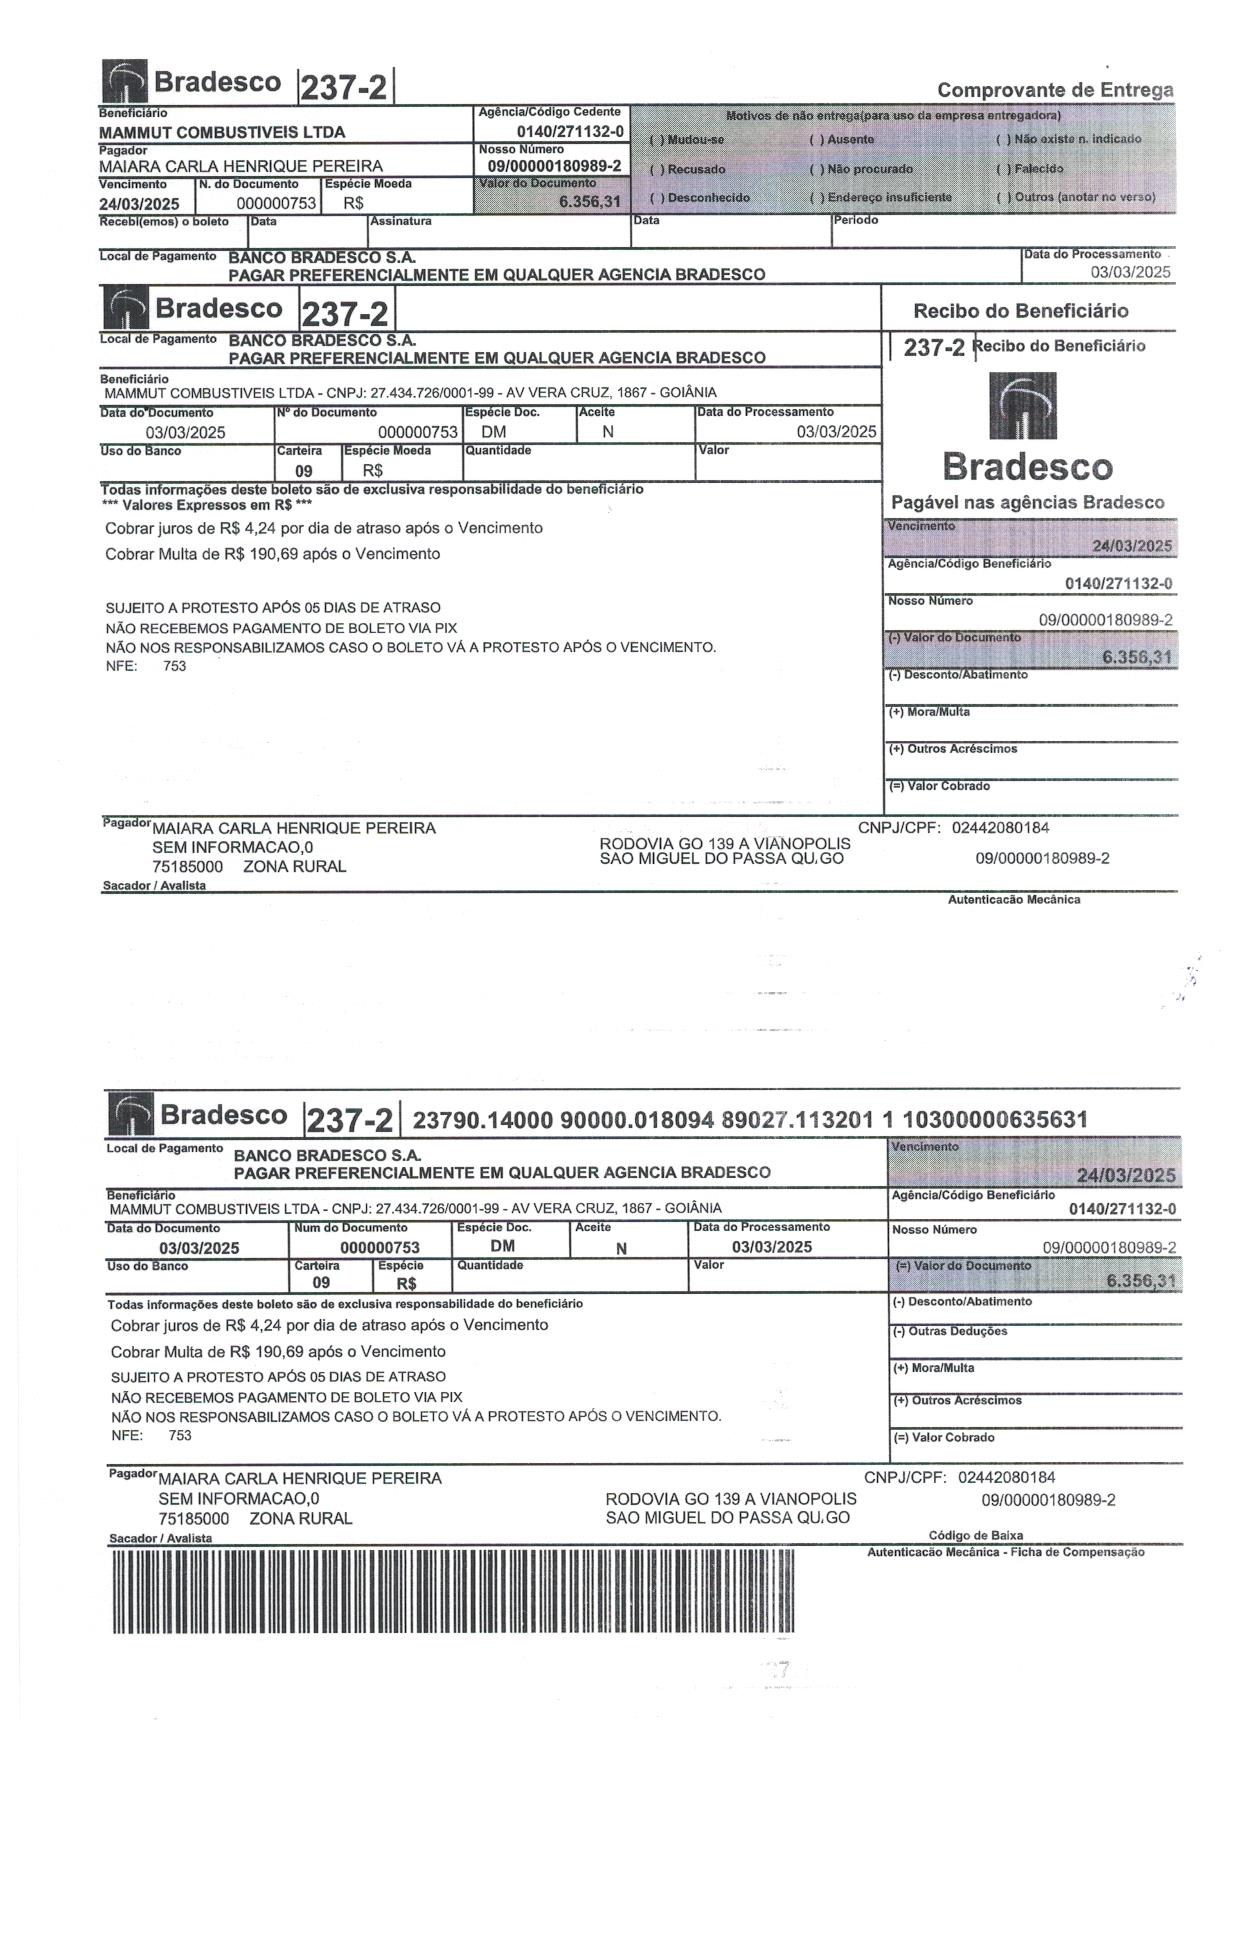 Bradesco 237-2 Comprovante de Entrega
Beneficiário Agência/Código Cedente Motivos de não entrega(para uso da empresa entregadora)
MAMMUT COMBUSTIVEIS LTDA 0140/271132-0
( ) Mudou-se ( ) Ausente ( ) Não existe n. indicado
Pagador Nosso Número
MAIARA CARLA HENRIQUE PEREIRA 09/00000180989-2
( ) Recusado ( ) Não procurado ( ) Falecido
Vencimento N. do Documento Espécie Moeda Valor do Documento
24/03/2025 000000753 R$ 6.356,31
( ) Desconhecido ( ) Endereço insuficiente ( ) Outros (anotar no verso)
Recebi(emos) o boleto Data Assinatura Data Período
Local de Pagamento BANCO BRADESCO S.A. Data do Processamento
PAGAR PREFERENCIALMENTE EM QUALQUER AGENCIA BRADESCO 03/03/2025
Bradesco 237-2 Recibo do Beneficiário
Local de Pagamento BANCO BRADESCO S.A.
PAGAR PREFERENCIALMENTE EM QUALQUER AGENCIA BRADESCO
237-2 Recibo do Beneficiário
Beneficiário
MAMMUT COMBUSTIVEIS LTDA - CNPJ: 27.434.726/0001-99 - AV VERA CRUZ, 1867 - GOIÂNIA
Data do Documento Nº do Documento Espécie Doc. Aceite Data do Processamento
03/03/2025 000000753 DM N 03/03/2025
Uso do Banco Carteira Espécie Moeda Quantidade Valor
09 R$
Bradesco
Todas informações deste boleto são de exclusiva responsabilidade do beneficiário
*** Valores Expressos em R$ ***
Pagável nas agências Bradesco
Cobrar juros de R$ 4,24 por dia de atraso após o Vencimento
Cobrar Multa de R$ 190,69 após o Vencimento
Vencimento
24/03/2025
Agência/Código Beneficiário
0140/271132-0
SUJEITO A PROTESTO APÓS 05 DIAS DE ATRASO
NÃO RECEBEMOS PAGAMENTO DE BOLETO VIA PIX
NÃO NOS RESPONSABILIZAMOS CASO O BOLETO VÁ A PROTESTO APÓS O VENCIMENTO.
NFE: 753
Nosso Número
09/00000180989-2
(-) Valor do Documento
6.356,31
(-) Desconto/Abatimento
(+) Mora/Multa
(+) Outros Acréscimos
(=) Valor Cobrado
Pagador MAIARA CARLA HENRIQUE PEREIRA CNPJ/CPF: 02442080184
SEM INFORMACAO,0 RODOVIA GO 139 A VIANOPOLIS
75185000 ZONA RURAL SAO MIGUEL DO PASSA QU. GO 09/00000180989-2
Sacador / Avalista
Autenticacão Mecânica
Bradesco 237-2 23790.14000 90000.018094 89027.113201 1 10300000635631
Local de Pagamento BANCO BRADESCO S.A. Vencimento
PAGAR PREFERENCIALMENTE EM QUALQUER AGENCIA BRADESCO 24/03/2025
Beneficiário Agência/Código Beneficiário
MAMMUT COMBUSTIVEIS LTDA - CNPJ: 27.434.726/0001-99 - AV VERA CRUZ, 1867 - GOIÂNIA 0140/271132-0
Data do Documento Num do Documento Espécie Doc. Aceite Data do Processamento Nosso Número
03/03/2025 000000753 DM N 03/03/2025 09/00000180989-2
Uso do Banco Carteira Espécie Quantidade Valor (=) Valor do Documento
09 R$ 6.356,31
Todas informações deste boleto são de exclusiva responsabilidade do beneficiário (-) Desconto/Abatimento
Cobrar juros de R$ 4,24 por dia de atraso após o Vencimento (-) Outras Deduções
Cobrar Multa de R$ 190,69 após o Vencimento (+) Mora/Multa
SUJEITO A PROTESTO APÓS 05 DIAS DE ATRASO
NÃO RECEBEMOS PAGAMENTO DE BOLETO VIA PIX (+) Outros Acréscimos
NÃO NOS RESPONSABILIZAMOS CASO O BOLETO VÁ A PROTESTO APÓS O VENCIMENTO.
NFE: 753 (=) Valor Cobrado
Pagador MAIARA CARLA HENRIQUE PEREIRA CNPJ/CPF: 02442080184
SEM INFORMACAO,0 RODOVIA GO 139 A VIANOPOLIS 09/00000180989-2
75185000 ZONA RURAL SAO MIGUEL DO PASSA QU. GO
Sacador / Avalista Código de Baixa
Autenticacão Mecânica - Ficha de Compensação